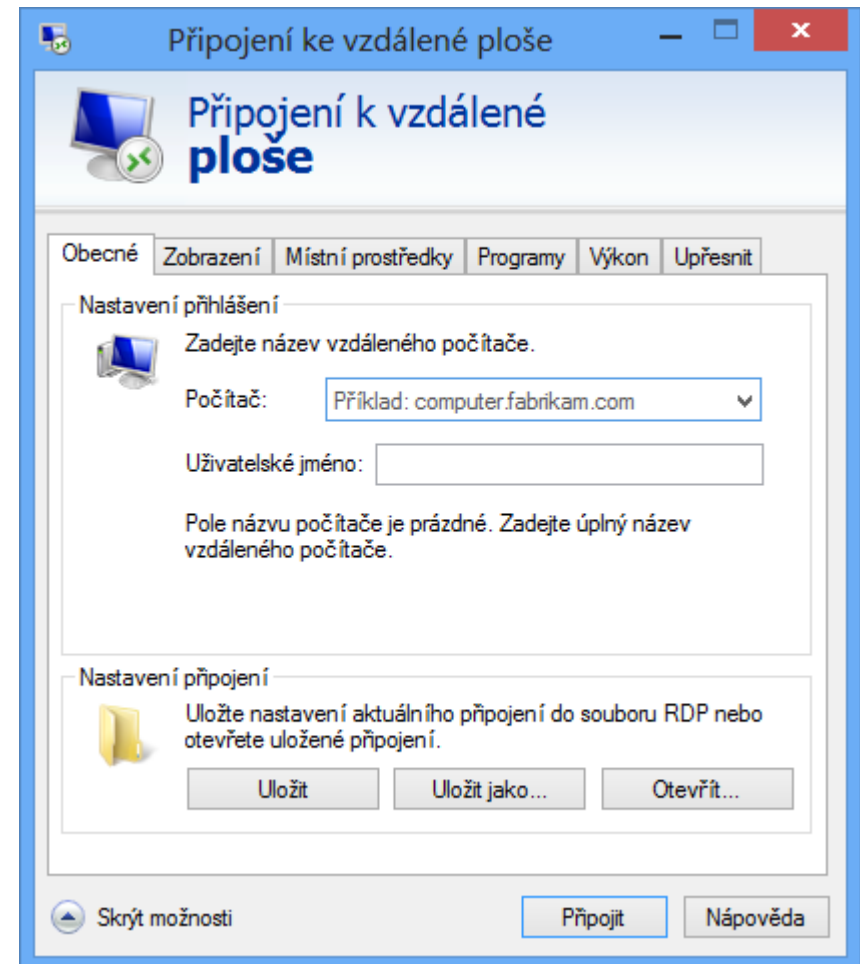 Připojení ke vzdálené ploše
Připojení k vzdálené
ploše
Obecné Zobrazení Místní prostředky Programy Výkon Upřesnit
Nastavení přihlášení
Zadejte název vzdáleného počítače.
Počítač: Příklad: computer.fabrikam.com
Uživatelské jméno:
Pole názvu počítače je prázdné. Zadejte úplný název
vzdáleného počítače.
Nastavení připojení
Uložte nastavení aktuálního připojení do souboru RDP nebo
otevřete uložené připojení.
Uložit Uložit jako... Otevřít...
Skrýt možnosti Připojit Nápověda